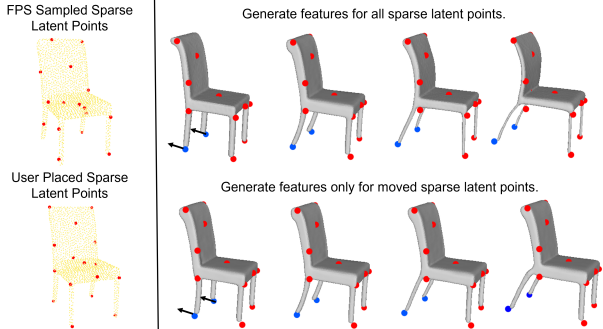 FPS Sampled Sparse
Latent Points
Generate features for all sparse latent points.
User Placed Sparse
Latent Points
Generate features only for moved sparse latent points.